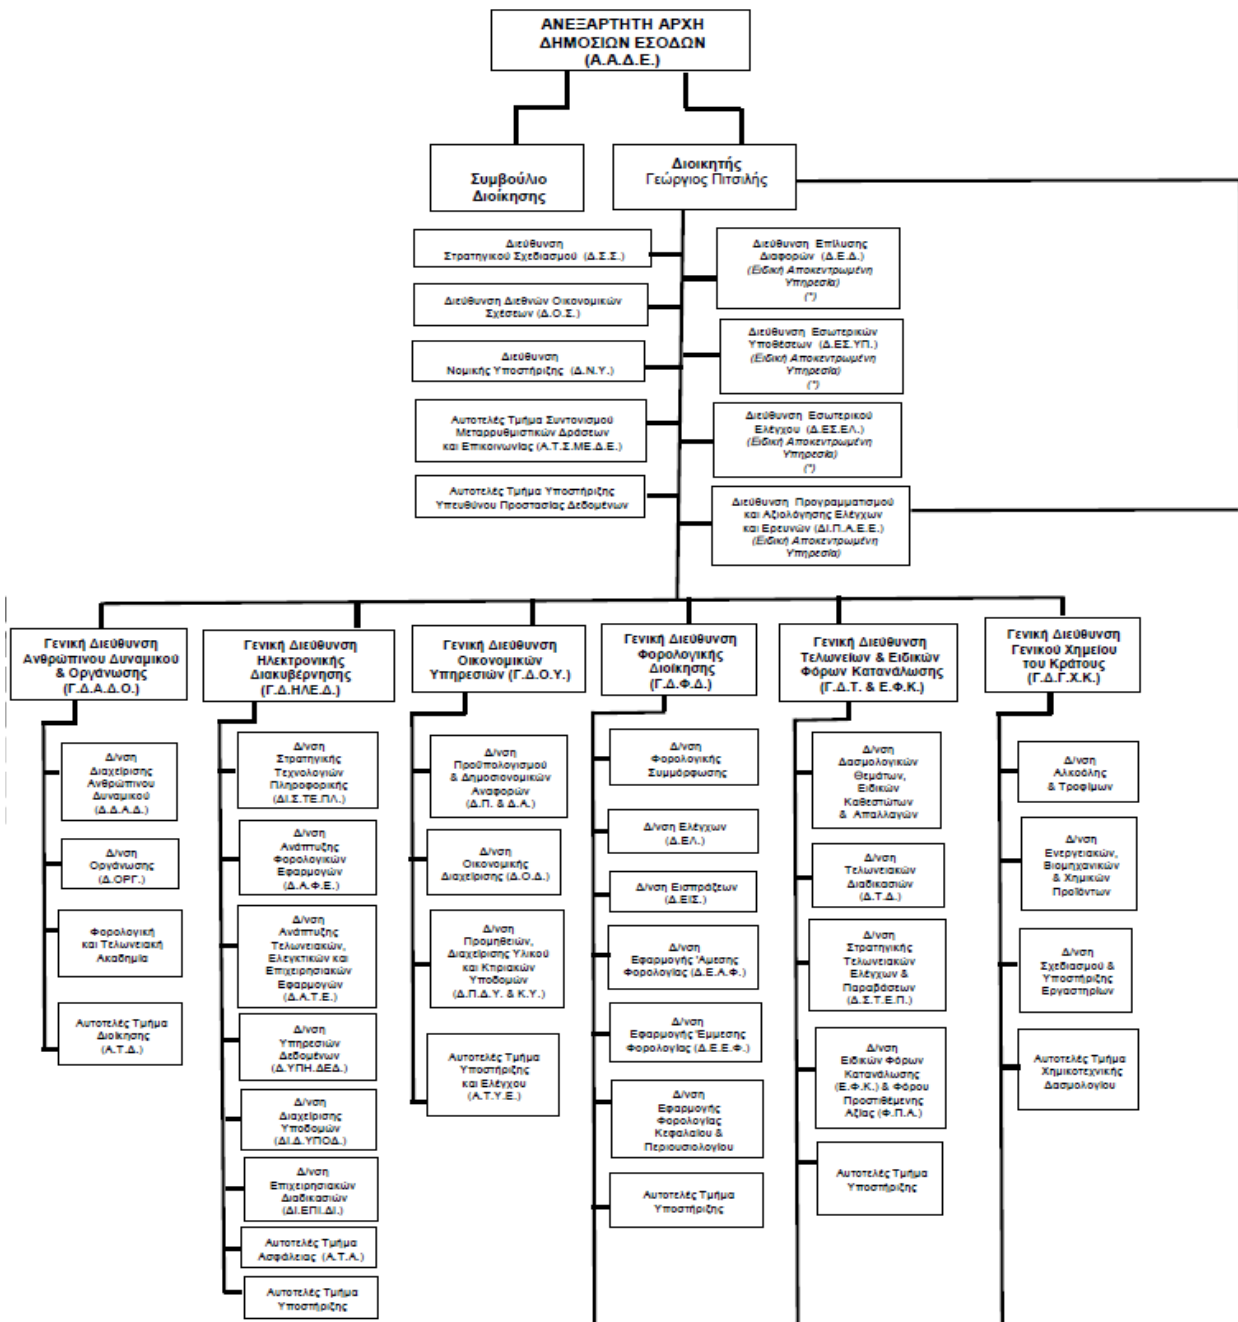 ΑΝΕΞΑΡΤΗΤΗ ΑΡΧΗ
ΔΗΜΟΣΙΩΝ ΕΣΟΔΩΝ
(Α.Α.Δ.Ε.)
Συμβούλιο
Διοίκησης
Διοικητής
Γεώργιος Πιτσιλής
Διεύθυνση
Στρατηγικού Σχεδιασμού (Δ.Σ.Σ.)
Διεύθυνση Διεθνών Οικονομικών
Σχέσεων (Δ.Ο.Σ.)
Διεύθυνση
Νομικής Υποστήριξης (Δ.Ν.Υ.)
Αυτοτελές Τμήμα Συντονισμού
Μεταρρυθμιστικών Δράσεων
και Επικοινωνίας (Α.Τ.Σ.ΜΕ.Δ.Ε.)
Αυτοτελές Τμήμα Υποστήριξης
Υπευθύνου Προστασίας Δεδομένων
Διεύθυνση Επίλυσης
Διαφορών (Δ.Ε.Δ.)
(Ειδική Αποκεντρωμένη
Υπηρεσία)
(*)
Διεύθυνση Εσωτερικών
Υποθέσεων (Δ.ΕΣ.ΥΠ.)
(Ειδική Αποκεντρωμένη
Υπηρεσία)
(*)
Διεύθυνση Εσωτερικού
Ελέγχου (Δ.ΕΣ.ΕΛ.)
(Ειδική Αποκεντρωμένη
Υπηρεσία)
(*)
Διεύθυνση Προγραμματισμού
και Αξιολόγησης Ελέγχων
και Ερευνών (ΔΙ.Π.Α.Ε.Ε.)
(Ειδική Αποκεντρωμένη
Υπηρεσία)
Γενική Διεύθυνση
Ανθρώπινου Δυναμικού
& Οργάνωσης
(Γ.Δ.Α.Δ.Ο.)
Δ/νση
Διαχείρισης
Ανθρώπινου
Δυναμικού
(Δ.Δ.Α.Δ.)
Δ/νση
Οργάνωσης
(Δ.ΟΡΓ.)
Φορολογική
και Τελωνειακή
Ακαδημία
Αυτοτελές Τμήμα
Διοίκησης
(Α.Τ.Δ.)
Γενική Διεύθυνση
Ηλεκτρονικής
Διακυβέρνησης
(Γ.Δ.ΗΛΕ.Δ.)
Δ/νση
Στρατηγικής
Τεχνολογιών
Πληροφορικής
(ΔΙ.Σ.ΤΕ.ΠΛ.)
Δ/νση
Ανάπτυξης
Φορολογικών
Εφαρμογών
(Δ.Α.Φ.Ε.)
Δ/νση
Ανάπτυξης
Τελωνειακών,
Ελεγκτικών και
Επιχειρησιακών
Εφαρμογών
(Δ.Α.Τ.Ε.)
Δ/νση
Υπηρεσιών
Δεδομένων
(Δ.ΥΠΗ.ΔΕΔ.)
Δ/νση
Διαχείρισης
Υποδομών
(ΔΙ.Δ.ΥΠΟΔ.)
Δ/νση
Επιχειρησιακών
Διαδικασιών
(ΔΙ.ΕΠΙ.ΔΙ.)
Αυτοτελές Τμήμα
Ασφάλειας (Α.Τ.Α.)
Αυτοτελές Τμήμα
Υποστήριξης
Γενική Διεύθυνση
Οικονομικών
Υπηρεσιών (Γ.Δ.Ο.Υ.)
Δ/νση
Προϋπολογισμού
& Δημοσιονομικών
Αναφορών
(Δ.Π. & Δ.Α.)
Δ/νση
Οικονομικής
Διαχείρισης (Δ.Ο.Δ.)
Δ/νση
Προμηθειών,
Διαχείρισης Υλικού
και Κτιριακών
Υποδομών
(Δ.Π.Δ.Υ. & Κ.Υ.)
Αυτοτελές Τμήμα
Υποστήριξης
και Ελέγχου
(Α.Τ.Υ.Ε.)
Γενική Διεύθυνση
Φορολογικής
Διοίκησης
(Γ.Δ.Φ.Δ.)
Δ/νση
Φορολογικής
Συμμόρφωσης
Δ/νση Ελέγχων
(Δ.ΕΛ.)
Δ/νση Εισπράξεων
(Δ.ΕΙΣ.)
Δ/νση
Εφαρμογής 'Άμεσης
Φορολογίας (Δ.Ε.Α.Φ.)
Δ/νση
Εφαρμογής 'Έμμεσης
Φορολογίας (Δ.Ε.Ε.Φ.)
Δ/νση
Εφαρμογής
Φορολογίας
Κεφαλαίου &
Περιουσιολογίου
Αυτοτελές Τμήμα
Υποστήριξης
Γενική Διεύθυνση
Τελωνείων & Ειδικών
Φόρων Κατανάλωσης
(Γ.Δ.Τ. & Ε.Φ.Κ.)
Δ/νση
Δασμολογικών
Θεμάτων,
Ειδικών
Καθεστώτων
& Απαλλαγών
Δ/νση
Τελωνειακών
Διαδικασιών
(Δ.Τ.Δ.)
Δ/νση
Στρατηγικής
Τελωνειακών
Ελέγχων &
Παραβάσεων
(Δ.Σ.Τ.Ε.Π.)
Δ/νση
Ειδικών Φόρων
Κατανάλωσης
(Ε.Φ.Κ.) & Φόρου
Προστιθέμενης
Αξίας (Φ.Π.Α.)
Αυτοτελές Τμήμα
Υποστήριξης
Γενική Διεύθυνση
Γενικού Χημείου
του Κράτους
(Γ.Δ.Γ.Χ.Κ.)
Δ/νση
Αλκοόλης
& Τροφίμων
Δ/νση
Ενεργειακών,
Βιομηχανικών
& Χημικών
Προϊόντων
Δ/νση
Σχεδιασμού &
Υποστήριξης
Εργαστηρίων
Αυτοτελές Τμήμα
Χημικοτεχνικής
Δασμολογίου